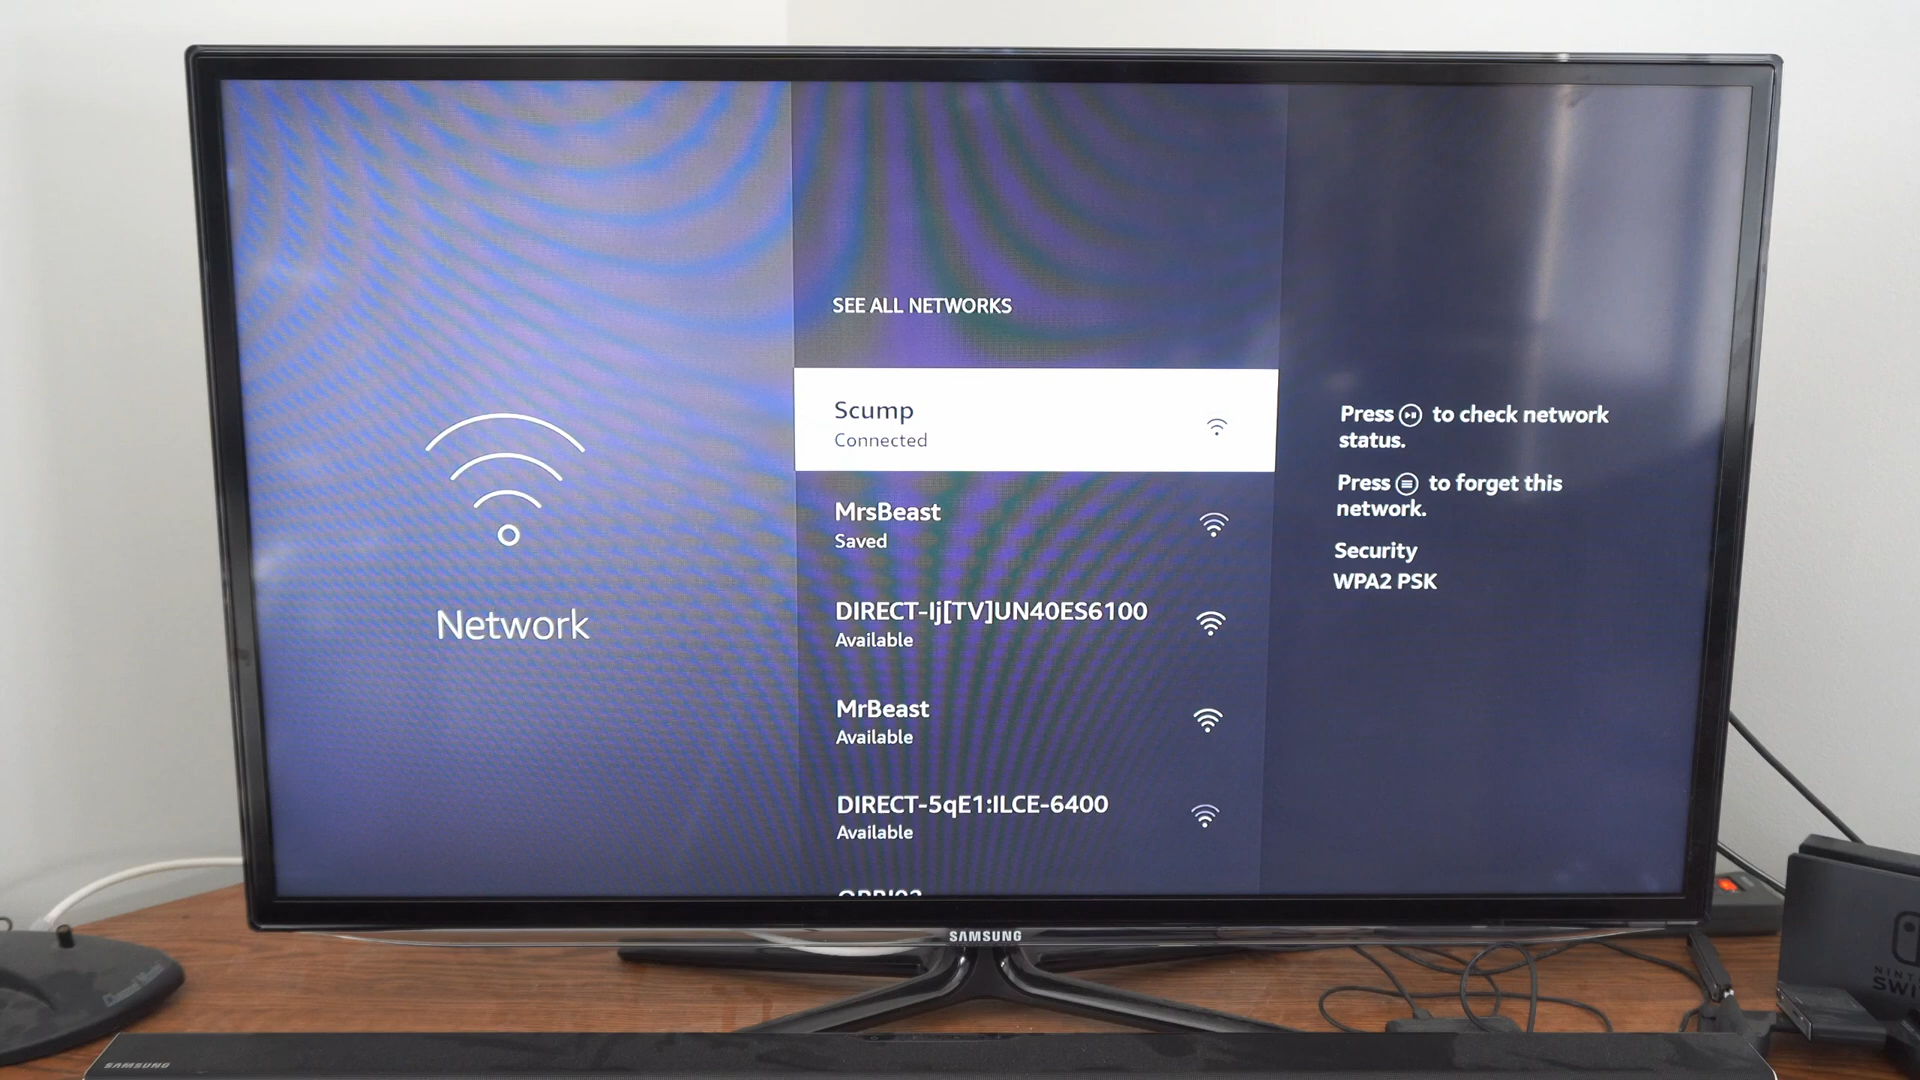 SEE ALL NETWORKS
Scump
Connected
MrsBeast
Saved
DIRECT-Ij[TV]UN40ES6100
Available
MrBeast
Available
DIRECT-5qE1:ILCE-6400
Available
Network
Press to check network
status.
Press to forget this
network.
Security
WPA2 PSK
SAMSUNG
SAMSUNG